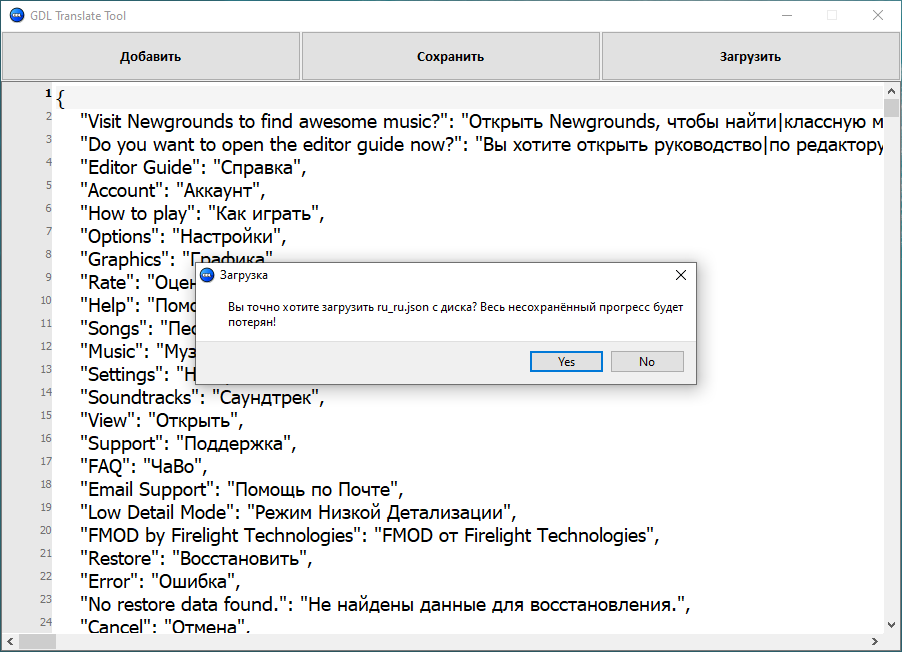 GDL Translate Tool
Добавить Сохранить Загрузить
1 {
2 "Visit Newgrounds to find awesome music?": "Открыть Newgrounds, чтобы найти|классную м
3 "Do you want to open the editor guide now?": "Вы хотите открыть руководство|по редактору
4 "Editor Guide": "Справка",
5 "Account": "Аккаунт",
6 "How to play": "Как играть",
7 "Options": "Настройки",
8 "Graphics": "Графика"
9 "Rate": "Оцен
10 "Help": "Помо
11 "Songs": "Пес
12 "Music": "Муз
13 "Settings": "Н
14 "Soundtracks": "Саундтрек",
15 "View": "Открыть",
16 "Support": "Поддержка",
17 "FAQ": "ЧаВо",
18 "Email Support": "Помощь по Почте",
19 "Low Detail Mode": "Режим Низкой Детализации",
20 "FMOD by Firelight Technologies": "FMOD от Firelight Technologies",
21 "Restore": "Восстановить",
22 "Error": "Ошибка",
23 "No restore data found.": "Не найдены данные для восстановления.",
24 "Cancel": "Отмена",
Загрузка
Вы точно хотите загрузить ru_ru.json с диска? Весь несохранённый прогресс будет
потерян!
Yes No